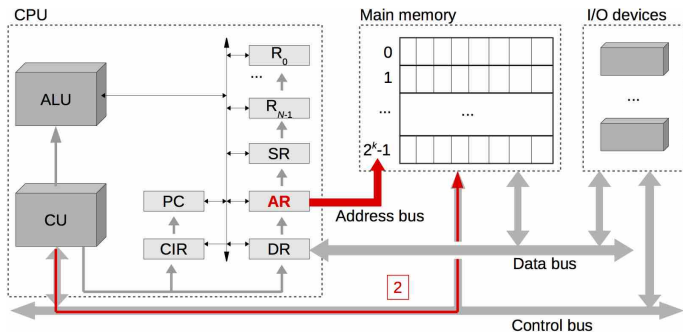 CPU
Main memory
I/O devices
R0
...
0
1
...
...
2^k-1
...
ALU
RN-1
SR
CU
PC
AR
Address bus
CIR
DR
Data bus
2
Control bus